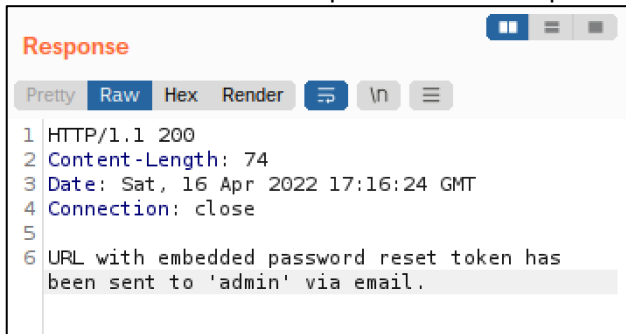 Response
Pretty Raw Hex Render \n
1 HTTP/1.1 200
2 Content-Length: 74
3 Date: Sat, 16 Apr 2022 17:16:24 GMT
4 Connection: close
5
6 URL with embedded password reset token has
been sent to 'admin' via email.